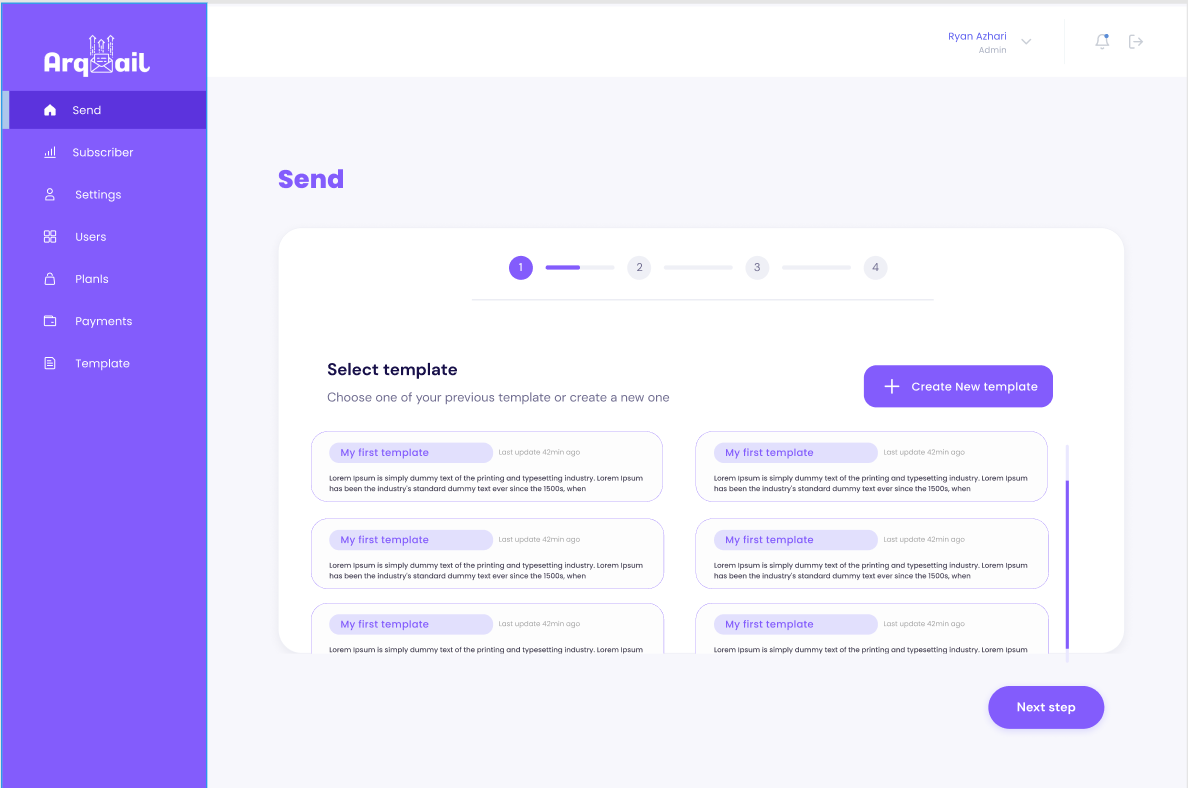 Arqmail
Ryan Azhari
Admin
Send
Subscriber
Settings
Users
Planls
Payments
Template
Send
1 2 3 4
Select template
Choose one of your previous template or create a new one
Create New template
My first template Last update 42min ago
Lorem Ipsum is simply dummy text of the printing and typesetting industry. Lorem Ipsum
has been the industry's standard dummy text ever since the 1500s, when
My first template Last update 42min ago
Lorem Ipsum is simply dummy text of the printing and typesetting industry. Lorem Ipsum
has been the industry's standard dummy text ever since the 1500s, when
My first template Last update 42min ago
Lorem Ipsum is simply dummy text of the printing and typesetting industry. Lorem Ipsum
has been the industry's standard dummy text ever since the 1500s, when
My first template Last update 42min ago
Lorem Ipsum is simply dummy text of the printing and typesetting industry. Lorem Ipsum
has been the industry's standard dummy text ever since the 1500s, when
My first template Last update 42min ago
Lorem Ipsum is simply dummy text of the printing and typesetting industry. Lorem Ipsum
My first template Last update 42min ago
Lorem Ipsum is simply dummy text of the printing and typesetting industry. Lorem Ipsum
Next step